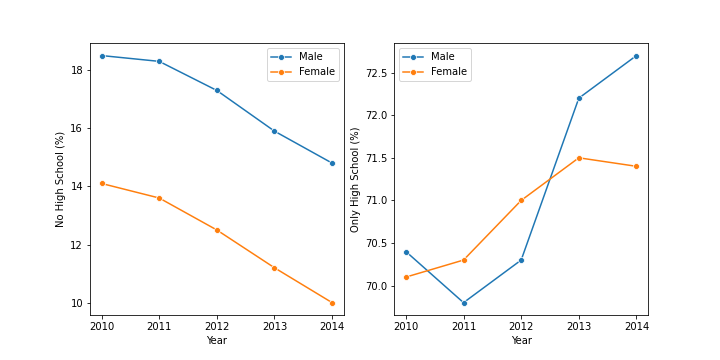 Male
Female
18
16
14
12
10
No High School (%)
2010 2011 2012 2013 2014
Year
Male
Female
72.5
72.0
71.5
71.0
70.5
70.0
Only High School (%)
2010 2011 2012 2013 2014
Year